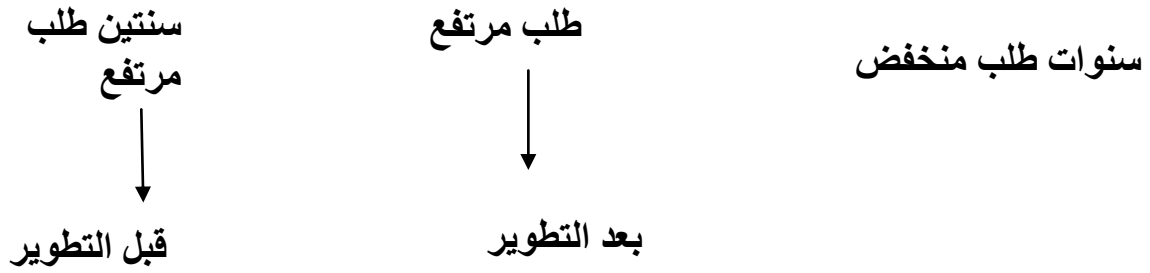 سنوات طلب منخفض
طلب مرتفع
بعد التطوير
سنتين طلب
مرتفع
قبل التطوير